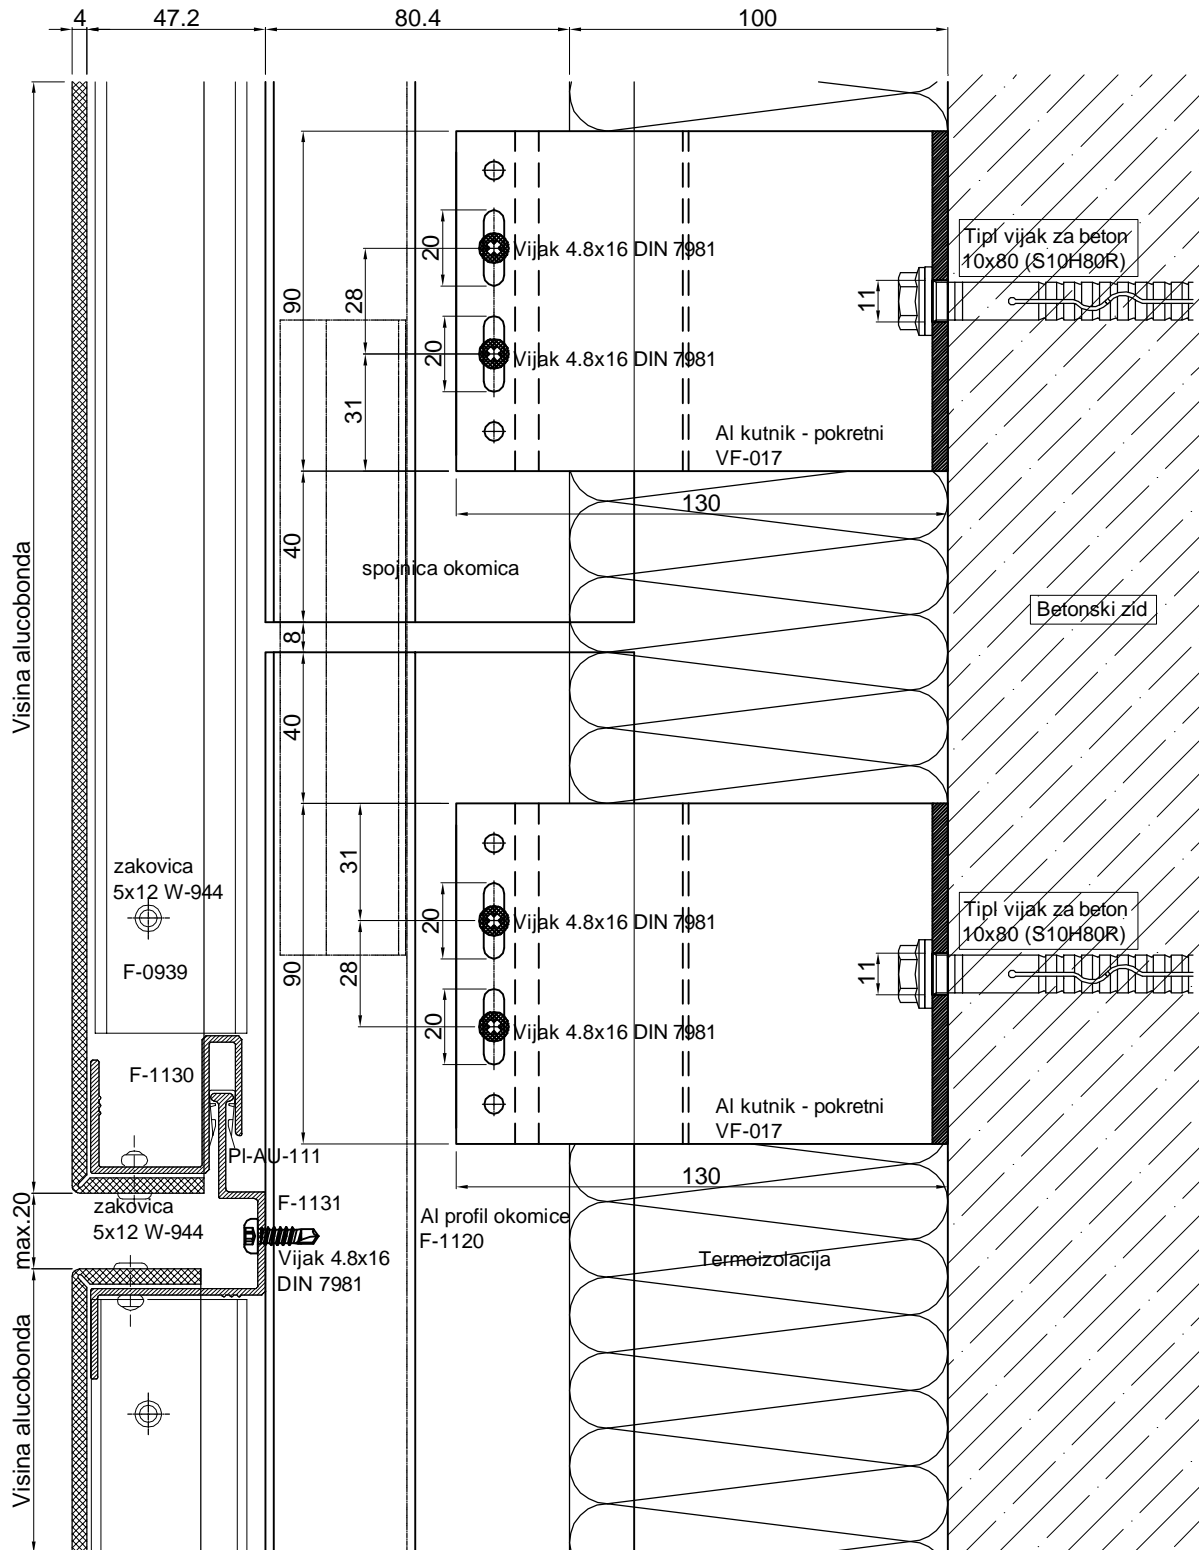 4
47.2
80.4
100
Tipl vijak za beton
10x80 (S10H80R)
20
Vijak 4.8x16 DIN 7981
90
28
11
20
Vijak 4.8x16 DIN 7981
31
Al kutnik - pokretni
VF-017
130
40
spojnica okomica
Visina alucobonda
Betonski zid
8
40
31
zakovica
5x12 W-944
Tipl vijak za beton
10x80 (S10H80R)
20
Vijak 4.8x16 DIN 7981
F-0939
90
28
11
20
Vijak 4.8x16 DIN 7981
F-1130
Al kutnik - pokretni
VF-017
PI-AU-111
130
max.20
zakovica
5x12 W-944
F-1131
Al profil okomice
F-1120
Vijak 4.8x16
DIN 7981
Termoizolacija
Visina alucobonda